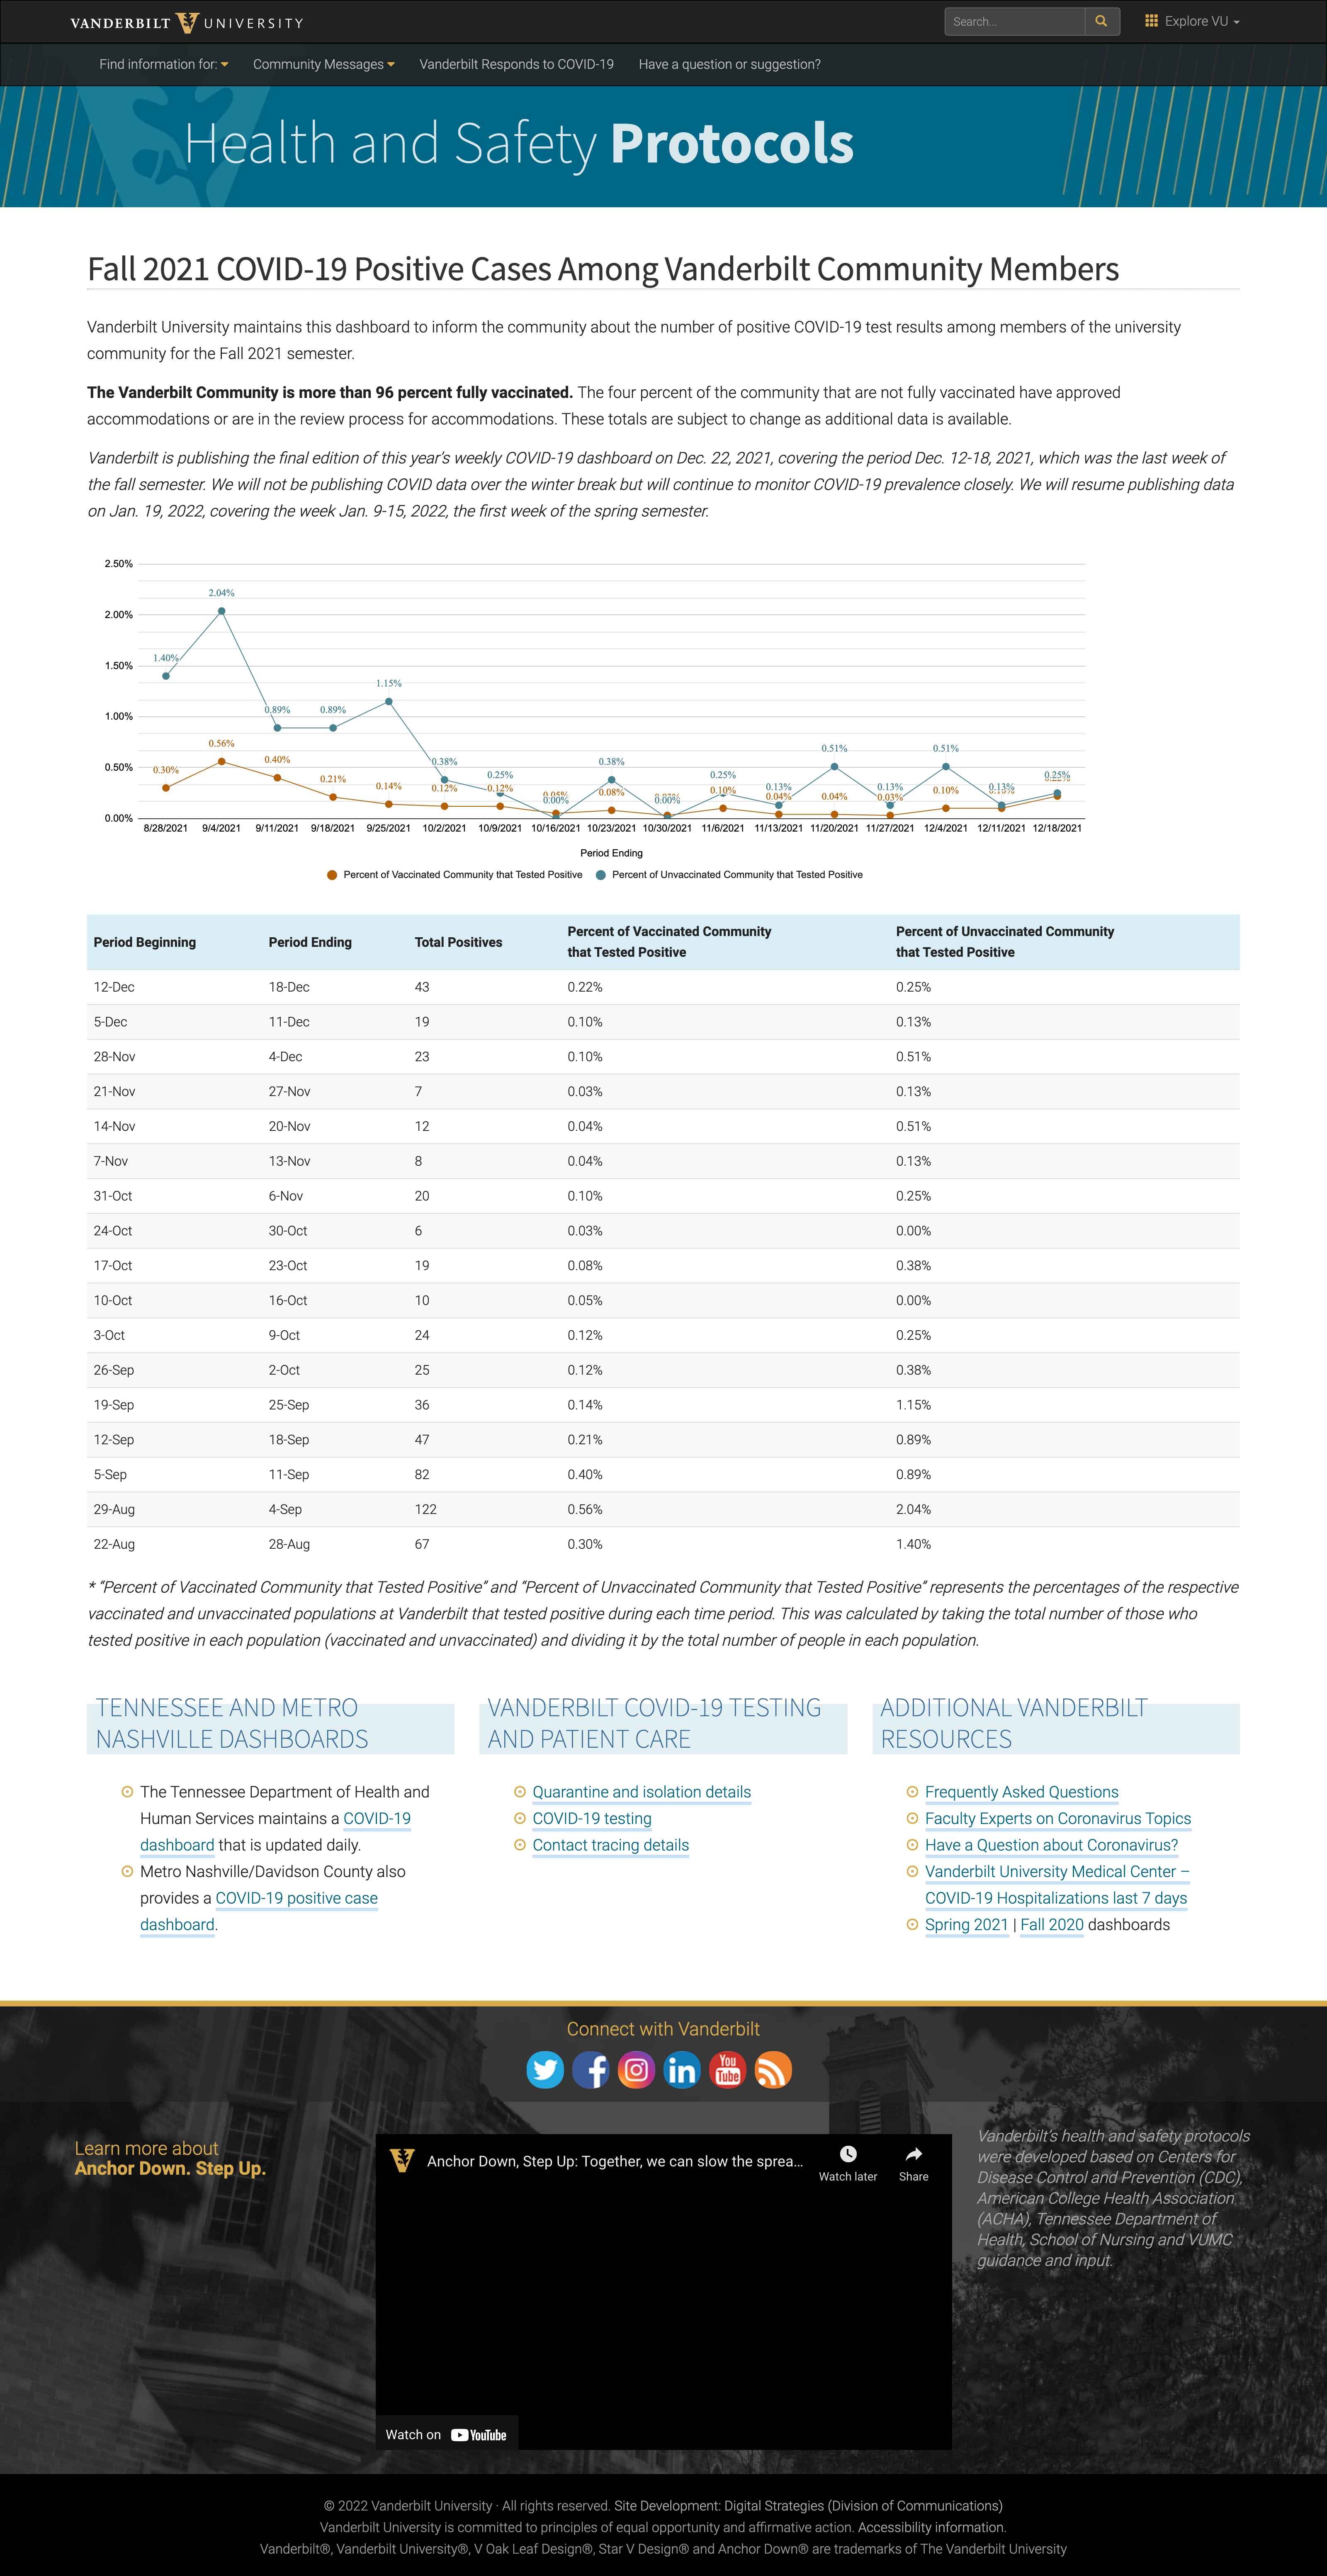 VANDERBILT UNIVERSITY
Search...
Explore VU
Find information for:
Community Messages
Vanderbilt Responds to COVID-19
Have a question or suggestion?
Health and Safety Protocols
Fall 2021 COVID-19 Positive Cases Among Vanderbilt Community Members
Vanderbilt University maintains this dashboard to inform the community about the number of positive COVID-19 test results among members of the university
community for the Fall 2021 semester.
The Vanderbilt Community is more than 96 percent fully vaccinated. The four percent of the community that are not fully vaccinated have approved
accommodations or are in the review process for accommodations. These totals are subject to change as additional data is available.
Vanderbilt is publishing the final edition of this year's weekly COVID-19 dashboard on Dec. 22, 2021, covering the period Dec. 12-18, 2021, which was the last week of
the fall semester. We will not be publishing COVID data over the winter break but will continue to monitor COVID-19 prevalence closely. We will resume publishing data
on Jan. 19, 2022, covering the week Jan. 9-15, 2022, the first week of the spring semester.
2.50%
2.04%
2.00%
1.40%
1.50%
1.15%
0.89% 0.89%
1.00%
0.56%
0.51% 0.51%
0.40%
0.38% 0.38%
0.50%
0.30% 0.21% 0.14% 0.12% 0.25% 0.12% 0.05% 0.00% 0.08% 0.00% 0.25% 0.10% 0.13% 0.04% 0.04% 0.13% 0.03% 0.10% 0.13% 0.25%
0.00%
8/28/2021 9/4/2021 9/11/2021 9/18/2021 9/25/2021 10/2/2021 10/9/2021 10/16/2021 10/23/2021 10/30/2021 11/6/2021 11/13/2021 11/20/2021 11/27/2021 12/4/2021 12/11/2021 12/18/2021
Period Ending
Percent of Vaccinated Community that Tested Positive Percent of Unvaccinated Community that Tested Positive
Period Beginning Period Ending Total Positives Percent of Vaccinated Community that Tested Positive Percent of Unvaccinated Community that Tested Positive
12-Dec 18-Dec 43 0.22% 0.25%
5-Dec 11-Dec 19 0.10% 0.13%
28-Nov 4-Dec 23 0.10% 0.51%
21-Nov 27-Nov 7 0.03% 0.13%
14-Nov 20-Nov 12 0.04% 0.51%
7-Nov 13-Nov 8 0.04% 0.13%
31-Oct 6-Nov 20 0.10% 0.25%
24-Oct 30-Oct 6 0.03% 0.00%
17-Oct 23-Oct 19 0.08% 0.38%
10-Oct 16-Oct 10 0.05% 0.00%
3-Oct 9-Oct 24 0.12% 0.25%
26-Sep 2-Oct 25 0.12% 0.38%
19-Sep 25-Sep 36 0.14% 1.15%
12-Sep 18-Sep 47 0.21% 0.89%
5-Sep 11-Sep 82 0.40% 0.89%
29-Aug 4-Sep 122 0.56% 2.04%
22-Aug 28-Aug 67 0.30% 1.40%
* "Percent of Vaccinated Community that Tested Positive" and "Percent of Unvaccinated Community that Tested Positive" represents the percentages of the respective
vaccinated and unvaccinated populations at Vanderbilt that tested positive during each time period. This was calculated by taking the total number of those who
tested positive in each population (vaccinated and unvaccinated) and dividing it by the total number of people in each population.
TENNESSEE AND METRO
NASHVILLE DASHBOARDS
The Tennessee Department of Health and
Human Services maintains a COVID-19
dashboard that is updated daily.
Metro Nashville/Davidson County also
provides a COVID-19 positive case
dashboard.
VANDERBILT COVID-19 TESTING
AND PATIENT CARE
Quarantine and isolation details
COVID-19 testing
Contact tracing details
ADDITIONAL VANDERBILT
RESOURCES
Frequently Asked Questions
Faculty Experts on Coronavirus Topics
Have a Question about Coronavirus?
Vanderbilt University Medical Center –
COVID-19 Hospitalizations last 7 days
Spring 2021 | Fall 2020 dashboards
Connect with Vanderbilt
in
You
Tube
Learn more about
Anchor Down. Step Up.
Anchor Down, Step Up: Together, we can slow the sprea...
Watch later
Share
Watch on YouTube
Vanderbilt's health and safety protocols
were developed based on Centers for
Disease Control and Prevention (CDC),
American College Health Association
(ACHA), Tennessee Department of
Health, School of Nursing and VUMC
guidance and input.
© 2022 Vanderbilt University · All rights reserved. Site Development: Digital Strategies (Division of Communications)
Vanderbilt University is committed to principles of equal opportunity and affirmative action. Accessibility information.
Vanderbilt®, Vanderbilt University®, V Oak Leaf Design®, Star V Design® and Anchor Down® are trademarks of The Vanderbilt University